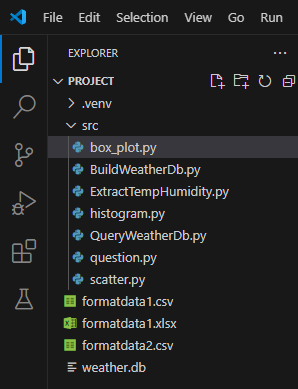 File Edit Selection View Go Run
EXPLORER
PROJECT
.venv
src
box_plot.py
BuildWeatherDb.py
ExtractTempHumidity.py
histogram.py
QueryWeatherDb.py
question.py
scatter.py
formatdata1.csv
formatdata1.xlsx
formatdata2.csv
weather.db